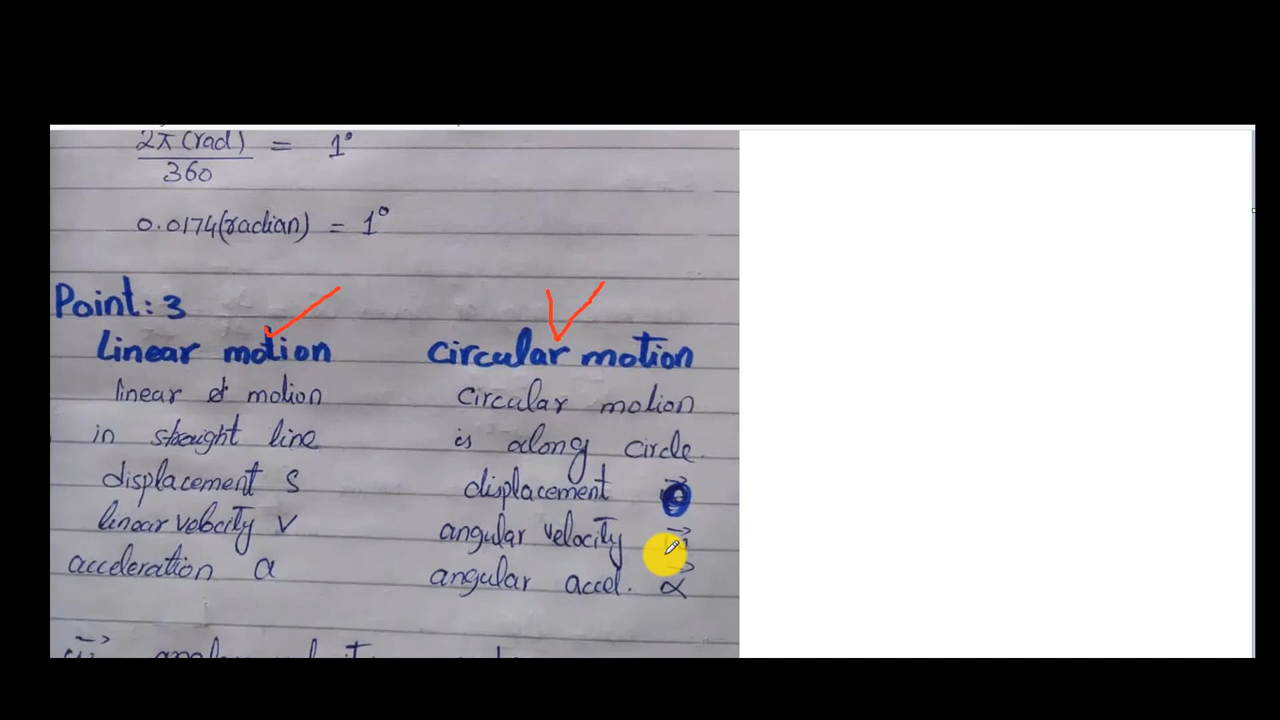 2π(rad)
360
= 1°
0.0174(radian) = 1°
Point: 3
Linear motion
linear motion
in straight line
displacement S
linear velocity v
acceleration a
Circular motion
circular motion
is along circle.
displacement
angular velocity
angular accel. α⃗